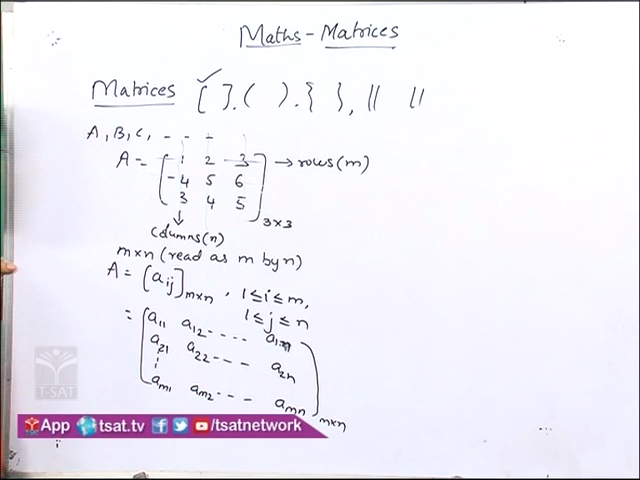 Maths - Matrices
Matrices [ ], ( ), { }, || ||
A, B, C, - - -
A = [ 1 2 3 → rows (m)
-4 5 6
3 4 5 ] 3×3
↓
columns (n)
m×n (read as m by n)
A = [aij] m×n , 1 ≤ i ≤ m,
1 ≤ j ≤ n
= [ a11 a12 ---- a1n
a21 a22 --- a2n
⋮
am1 am2 --- amn ] m×n
T-SAT
App tsat.tv /tsatnetwork